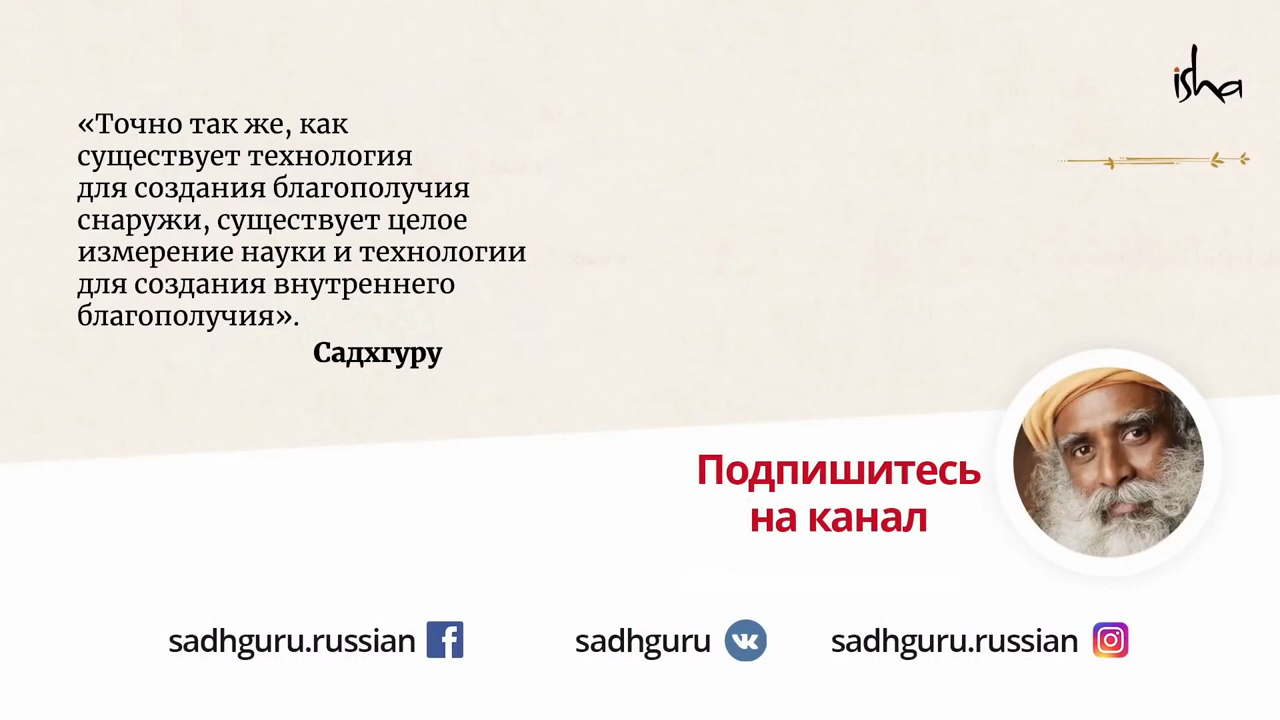 isha
«Точно так же, как
существует технология
для создания благополучия
снаружи, существует целое
измерение науки и технологии
для создания внутреннего
благополучия».
Садхгуру
Подпишитесь
на канал
sadhguru.russian
sadhguru
sadhguru.russian